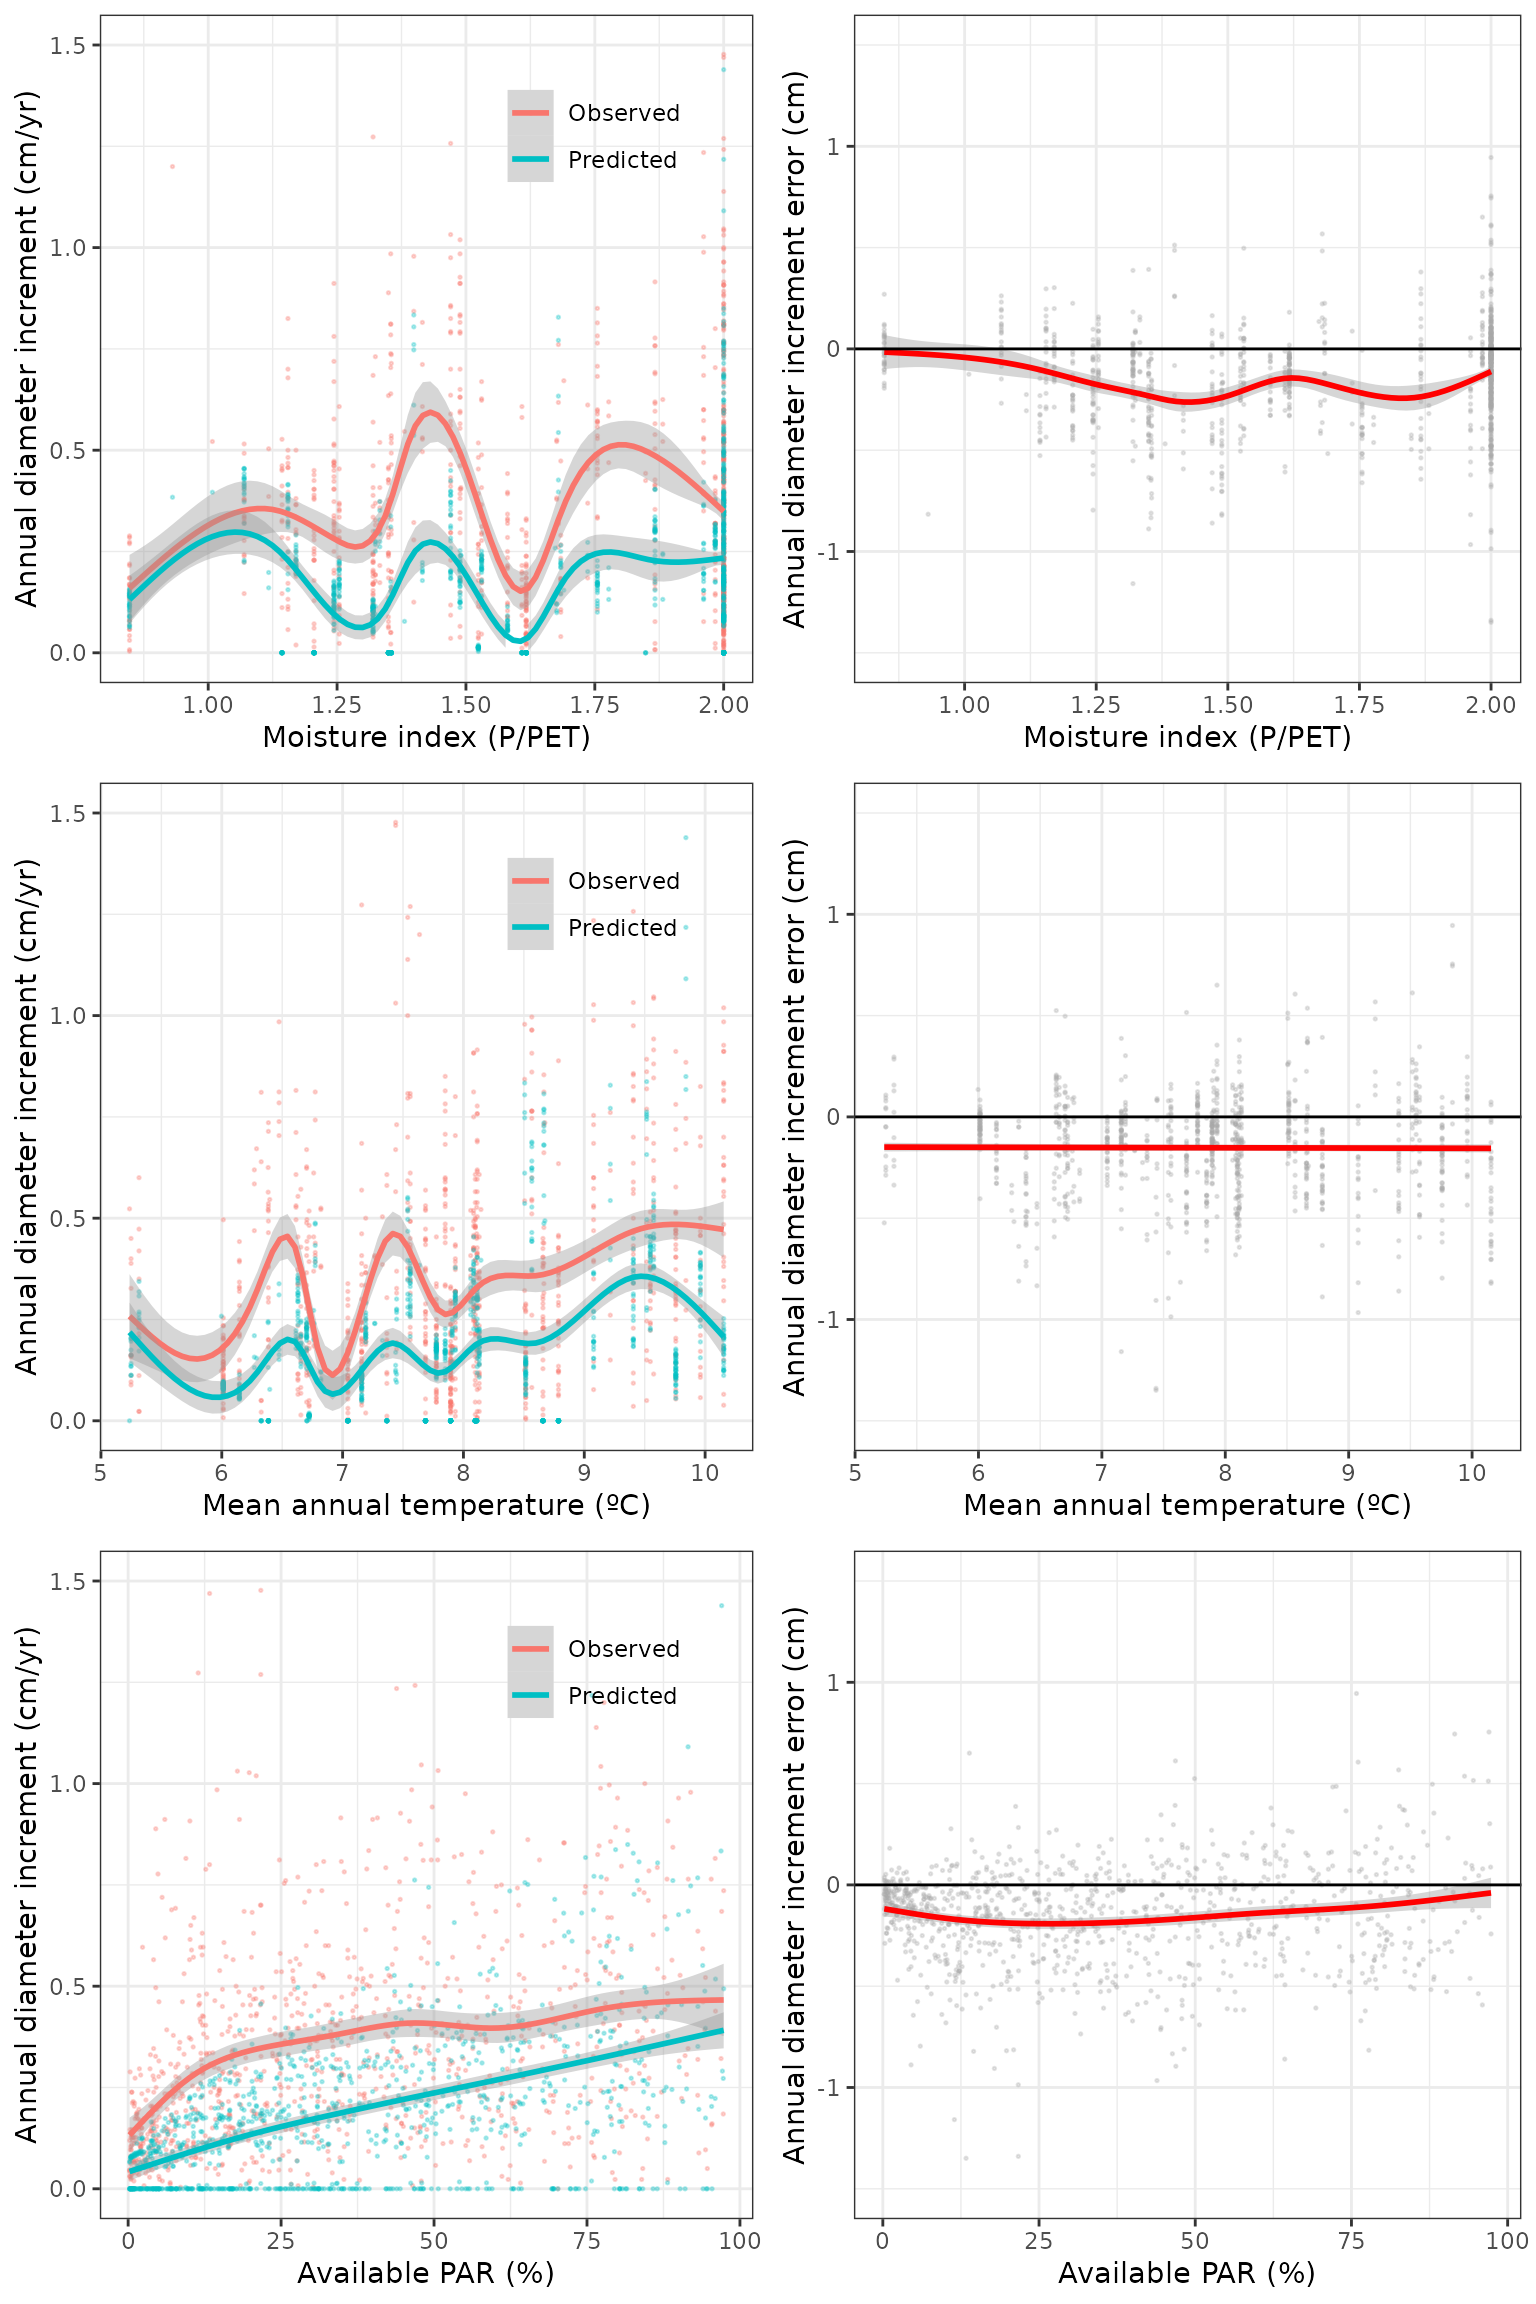 Annual diameter increment (cm/yr)
1.5
1.0
0.5
0.0
Observed
Predicted
1.00 1.25 1.50 1.75 2.00
Moisture index (P/PET)
Annual diameter increment error (cm)
1
0
-1
1.00 1.25 1.50 1.75 2.00
Moisture index (P/PET)
Annual diameter increment (cm/yr)
1.5
1.0
0.5
0.0
Observed
Predicted
5 6 7 8 9 10
Mean annual temperature (ºC)
Annual diameter increment error (cm)
1
0
-1
5 6 7 8 9 10
Mean annual temperature (ºC)
Annual diameter increment (cm/yr)
1.5
1.0
0.5
0.0
Observed
Predicted
0 25 50 75 100
Available PAR (%)
Annual diameter increment error (cm)
1
0
-1
0 25 50 75 100
Available PAR (%)